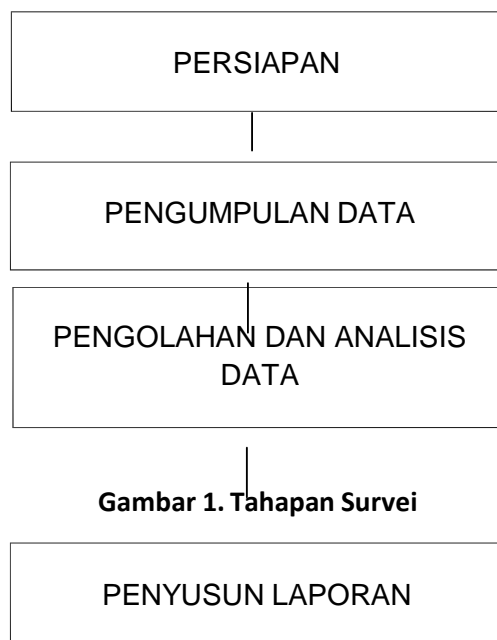 PERSIAPAN
PENGUMPULAN DATA
PENGOLAHAN DAN ANALISIS
DATA
Gambar 1. Tahapan Survei
PENYUSUN LAPORAN